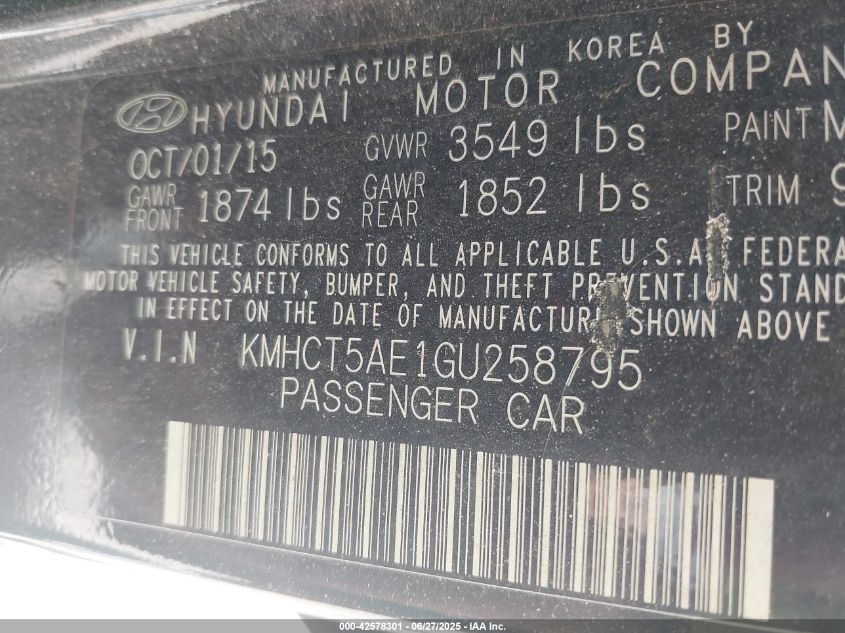 MANUFACTURED IN KOREA BY
HYUNDAI MOTOR COMPAN
OCT/01/15 GVWR 3549 lbs PAINT M
GAWR FRONT 1874 lbs GAWR REAR 1852 lbs TRIM 9
THIS VEHICLE CONFORMS TO ALL APPLICABLE U.S.A FEDERA
MOTOR VEHICLE SAFETY, BUMPER, AND THEFT PREVENTION STAND
IN EFFECT ON THE DATE OF MANUFACTUR SHOWN ABOVE
V.I.N KMHCT5AE1GU258795
PASSENGER CAR
000-42578301 - 06/27/2025 - IAA, Inc.